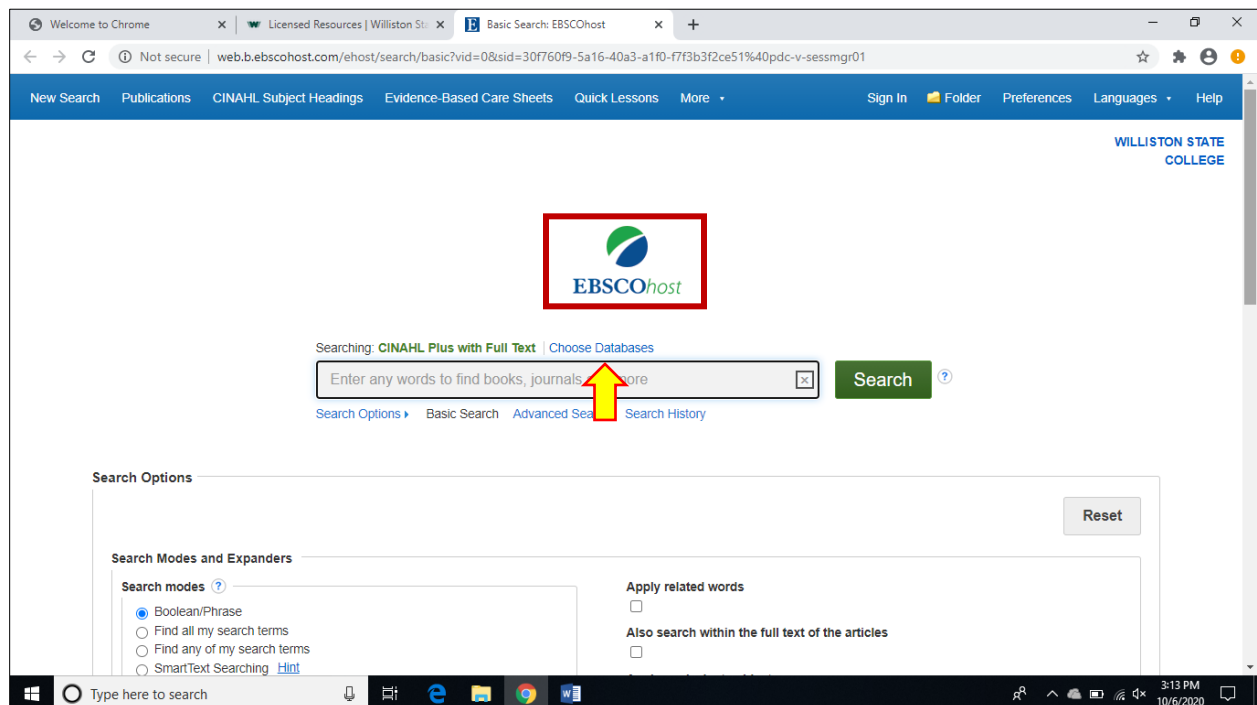 Welcome to Chrome
Licensed Resources | Williston Sta
Basic Search: EBSCOhost
Not secure | web.b.ebscohost.com/ehost/search/basic?vid=0&sid=30f760f9-5a16-40a3-a1f0-f7f3b3f2ce51%40pdc-v-sessmgr01
New Search Publications CINAHL Subject Headings Evidence-Based Care Sheets Quick Lessons More Sign In Folder Preferences Languages Help
WILLISTON STATE
COLLEGE
EBSCOhost
Searching: CINAHL Plus with Full Text | Choose Databases
Enter any words to find books, journals more
Search ?
Search Options Basic Search Advanced Search History
Search Options
Reset
Search Modes and Expanders
Search modes ?
Boolean/Phrase
Find all my search terms
Find any of my search terms
SmartText Searching Hint
Apply related words
Also search within the full text of the articles
Type here to search
3:13 PM
10/6/2020